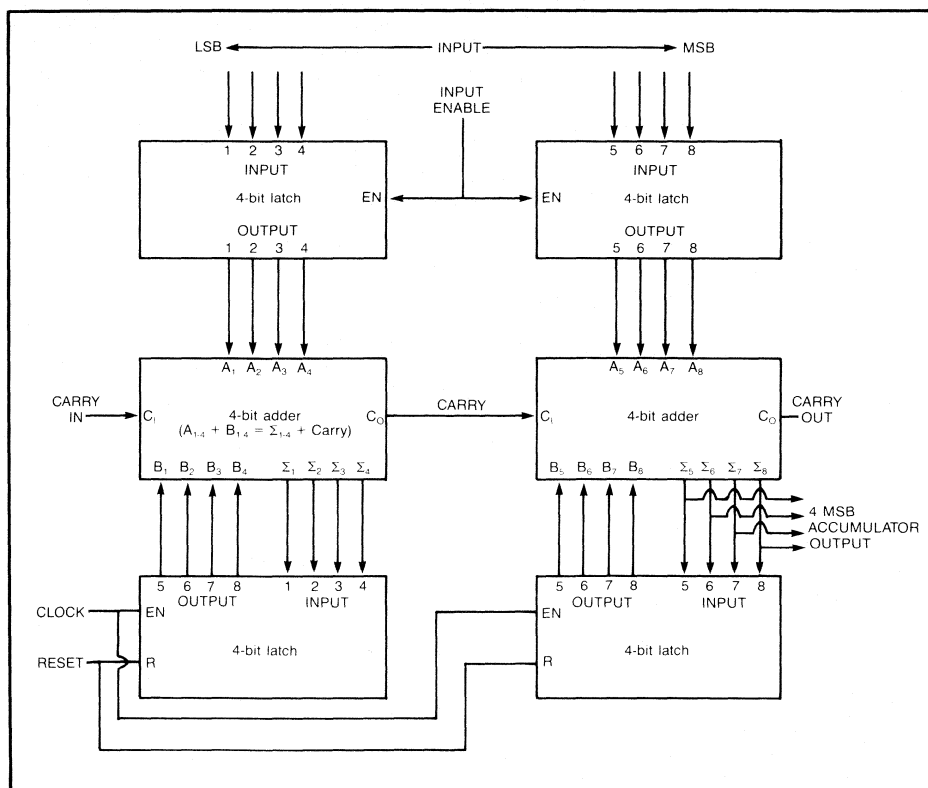 LSB INPUT MSB
INPUT
ENABLE
1 2 3 4
INPUT
4-bit latch
EN
OUTPUT
1 2 3 4
5 6 7 8
INPUT
EN
4-bit latch
OUTPUT
5 6 7 8
A₁ A₂ A₃ A₄
CARRY
IN
C₁
4-bit adder
(A₁₋₄ + B₁₋₄ = Σ₁₋₄ + Carry)
C₀
B₁ B₂ B₃ B₄ Σ₁ Σ₂ Σ₃ Σ₄
CARRY
A₅ A₆ A₇ A₈
C₁
4-bit adder
C₀
CARRY
OUT
B₅ B₆ B₇ B₈ Σ₅ Σ₆ Σ₇ Σ₈
4 MSB
ACCUMULATOR
OUTPUT
5 6 7 8 1 2 3 4
OUTPUT INPUT
CLOCK
EN
4-bit latch
RESET
R
5 6 7 8 5 6 7 8
OUTPUT INPUT
EN
4-bit latch
R